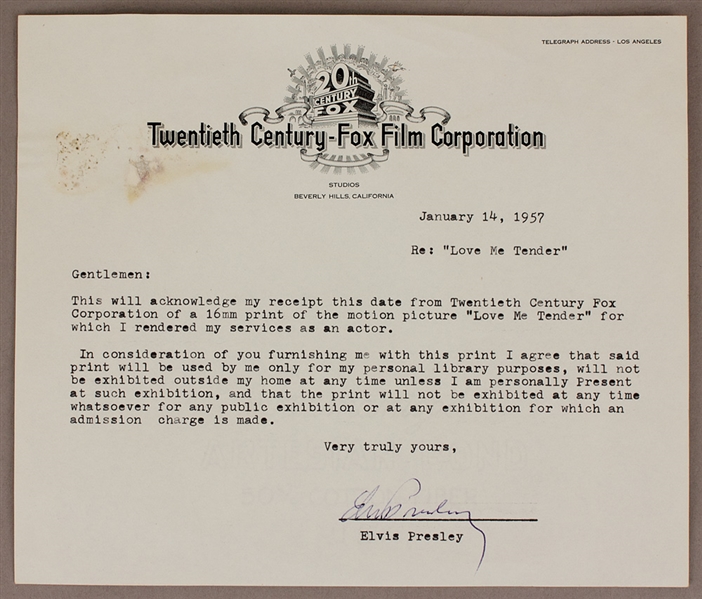 TELEGRAPH ADDRESS - LOS ANGELES
20th
CENTURY
FOX
Twentieth Century-Fox Film Corporation
STUDIOS
BEVERLY HILLS, CALIFORNIA
January 14, 1957
Re: "Love Me Tender"
Gentlemen:
This will acknowledge my receipt this date from Twentieth Century Fox
Corporation of a 16mm print of the motion picture "Love Me Tender" for
which I rendered my services as an actor.
In consideration of you furnishing me with this print I agree that said
print will be used by me only for my personal library purposes, will not
be exhibited outside my home at any time unless I am personally Present
at such exhibition, and that the print will not be exhibited at any time
whatsoever for any public exhibition or at any exhibition for which an
admission charge is made.
Very truly yours,
Elvis Presley
Elvis Presley